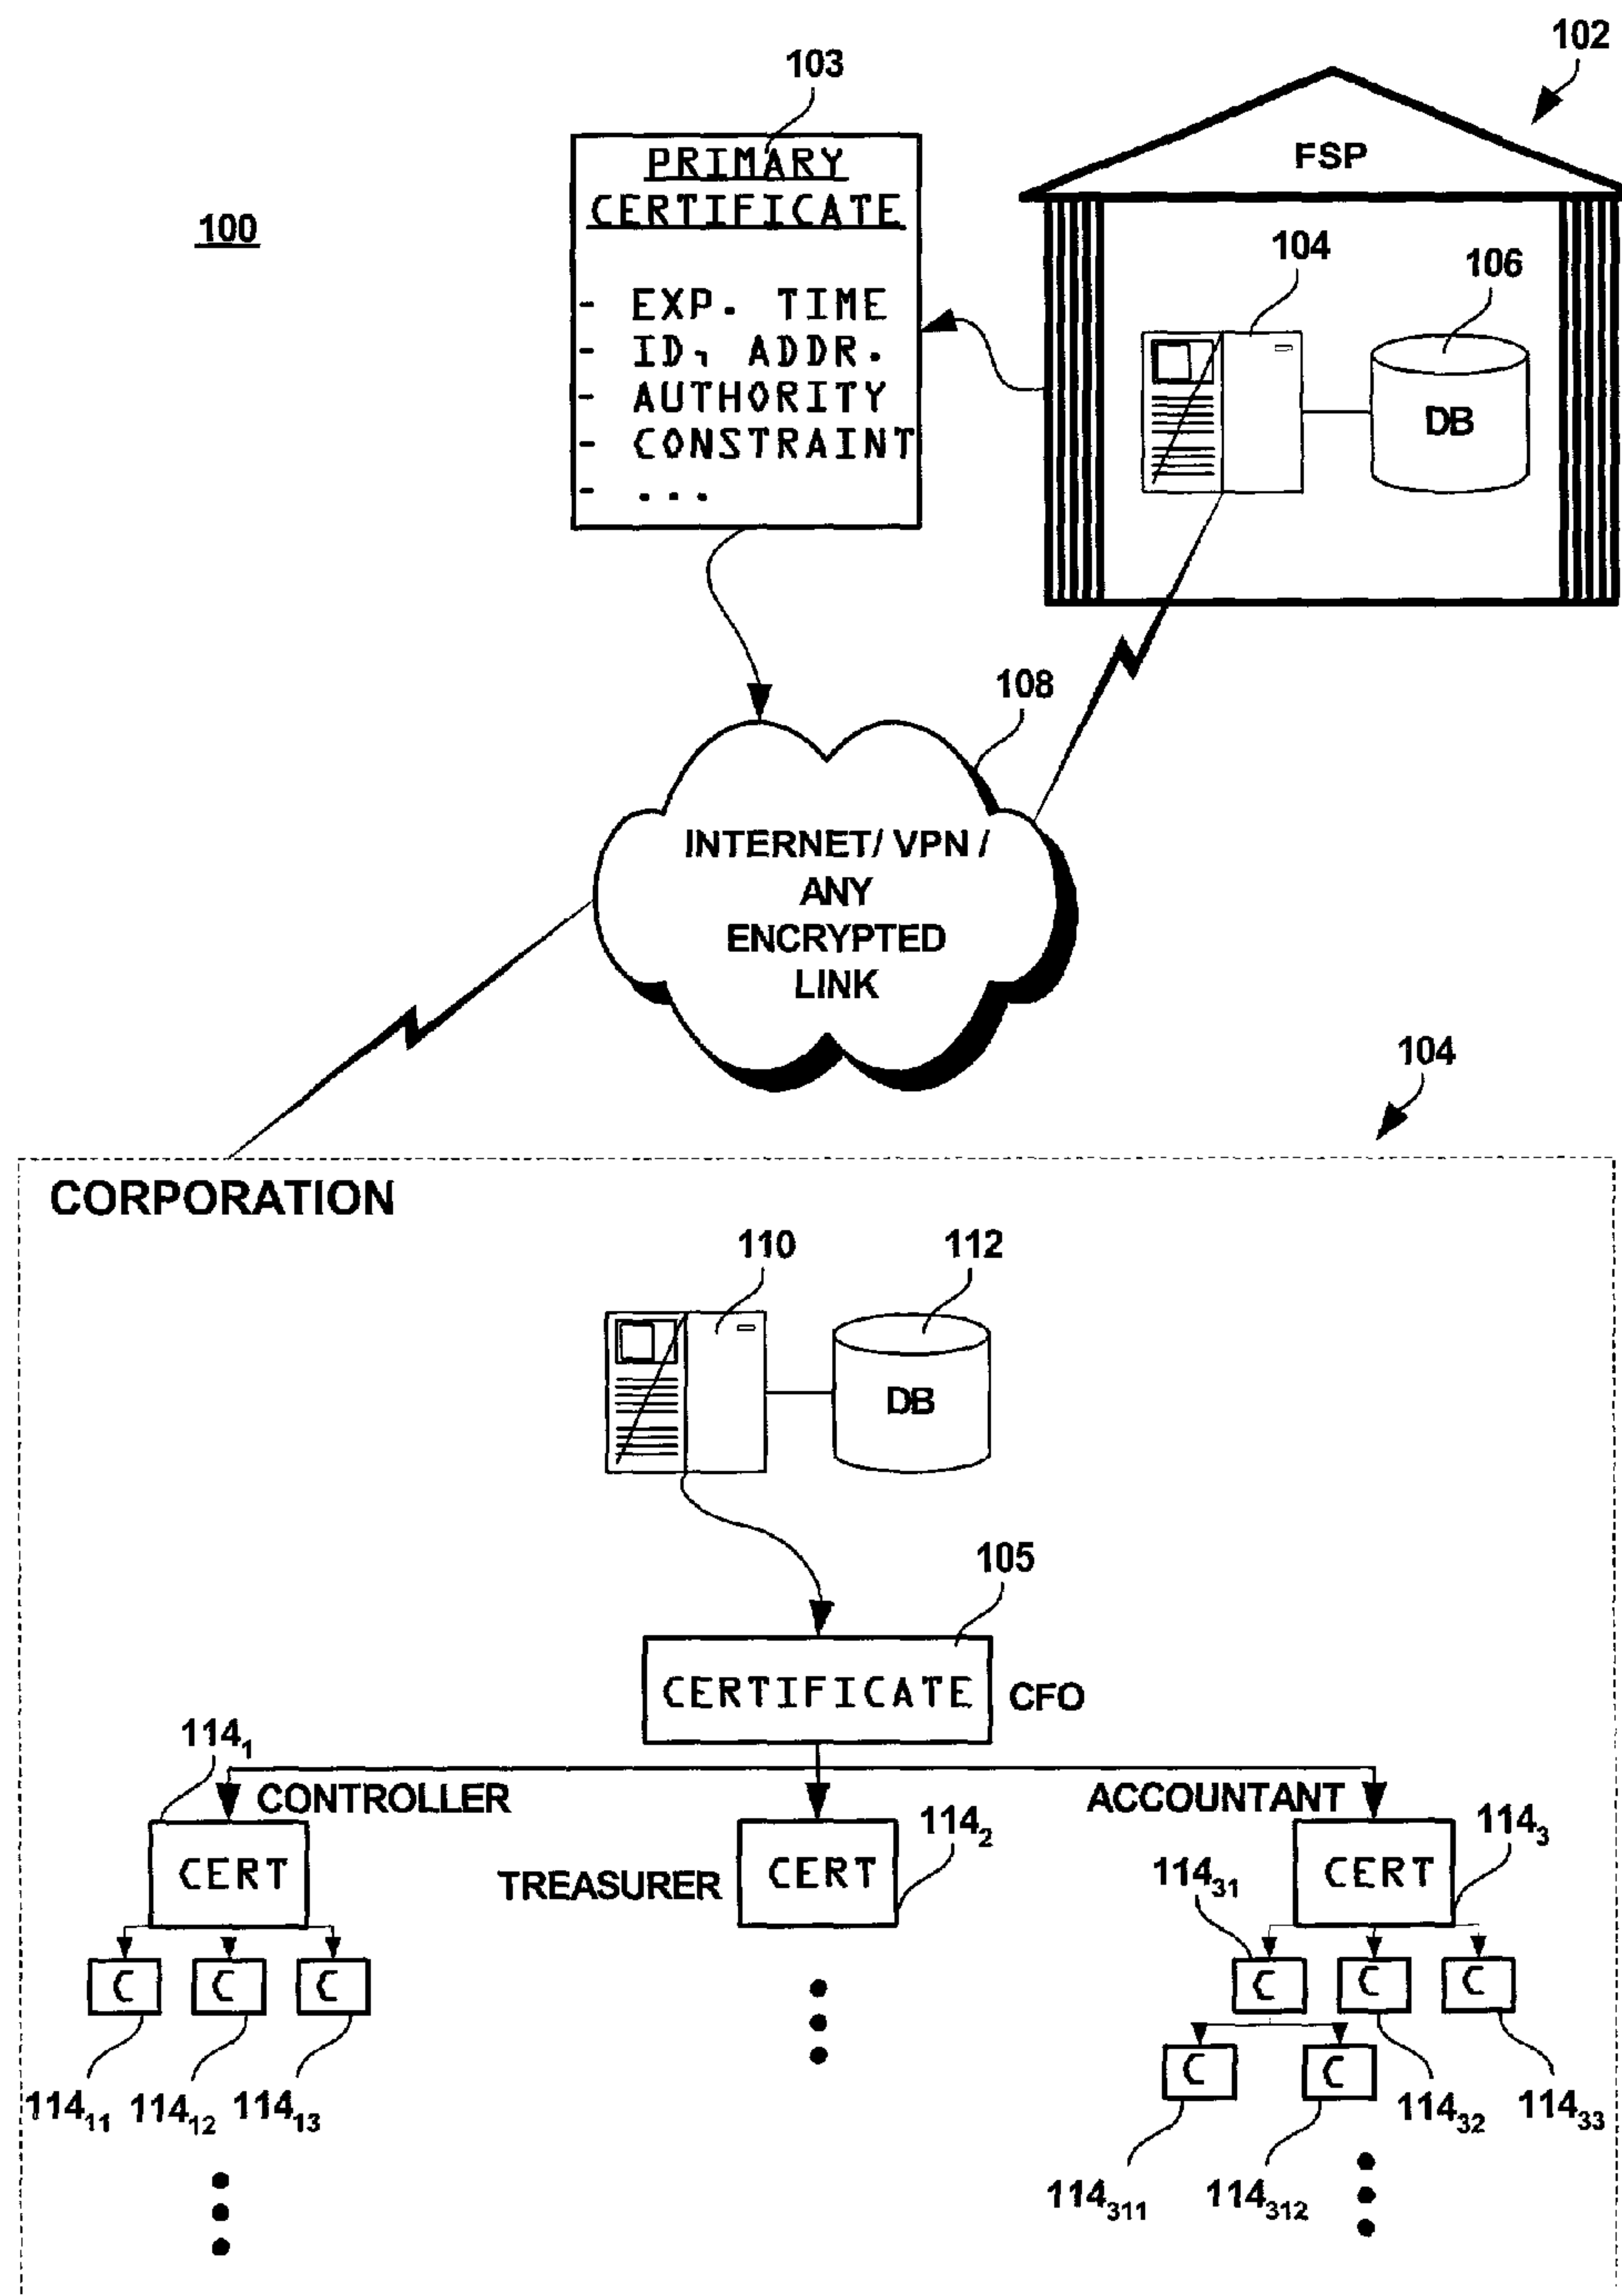 102
103
PRIMARY
CERTIFICATE
FSP
100
104
106
- EXP. TIME
- ID, ADDR.
- AUTHORITY
- CONSTRAINT
- ...
DB
108
INTERNET/ VPN /
ANY
ENCRYPTED
LINK
104
CORPORATION
110
112
DB
105
CERTIFICATE
CFO
114₁
CONTROLLER
ACCOUNTANT
CERT
TREASURER
CERT
114₂
114₃₁
CERT
114₃
C C C
C C C
C C
114₁₁ 114₁₂ 114₁₃
114₃₂ 114₃₃
114₃₁₁ 114₃₁₂